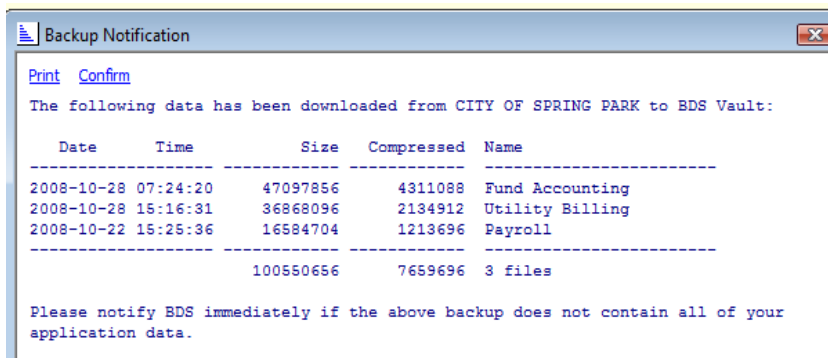 Backup Notification
Print Confirm
The following data has been downloaded from CITY OF SPRING PARK to BDS Vault:
Date Time Size Compressed Name
------------------- ------------ ------------ ------------------------
2008-10-28 07:24:20 47097856 4311088 Fund Accounting
2008-10-28 15:16:31 36868096 2134912 Utility Billing
2008-10-22 15:25:36 16584704 1213696 Payroll
------------------- ------------ ------------ ------------------------
100550656 7659696 3 files
Please notify BDS immediately if the above backup does not contain all of your
application data.